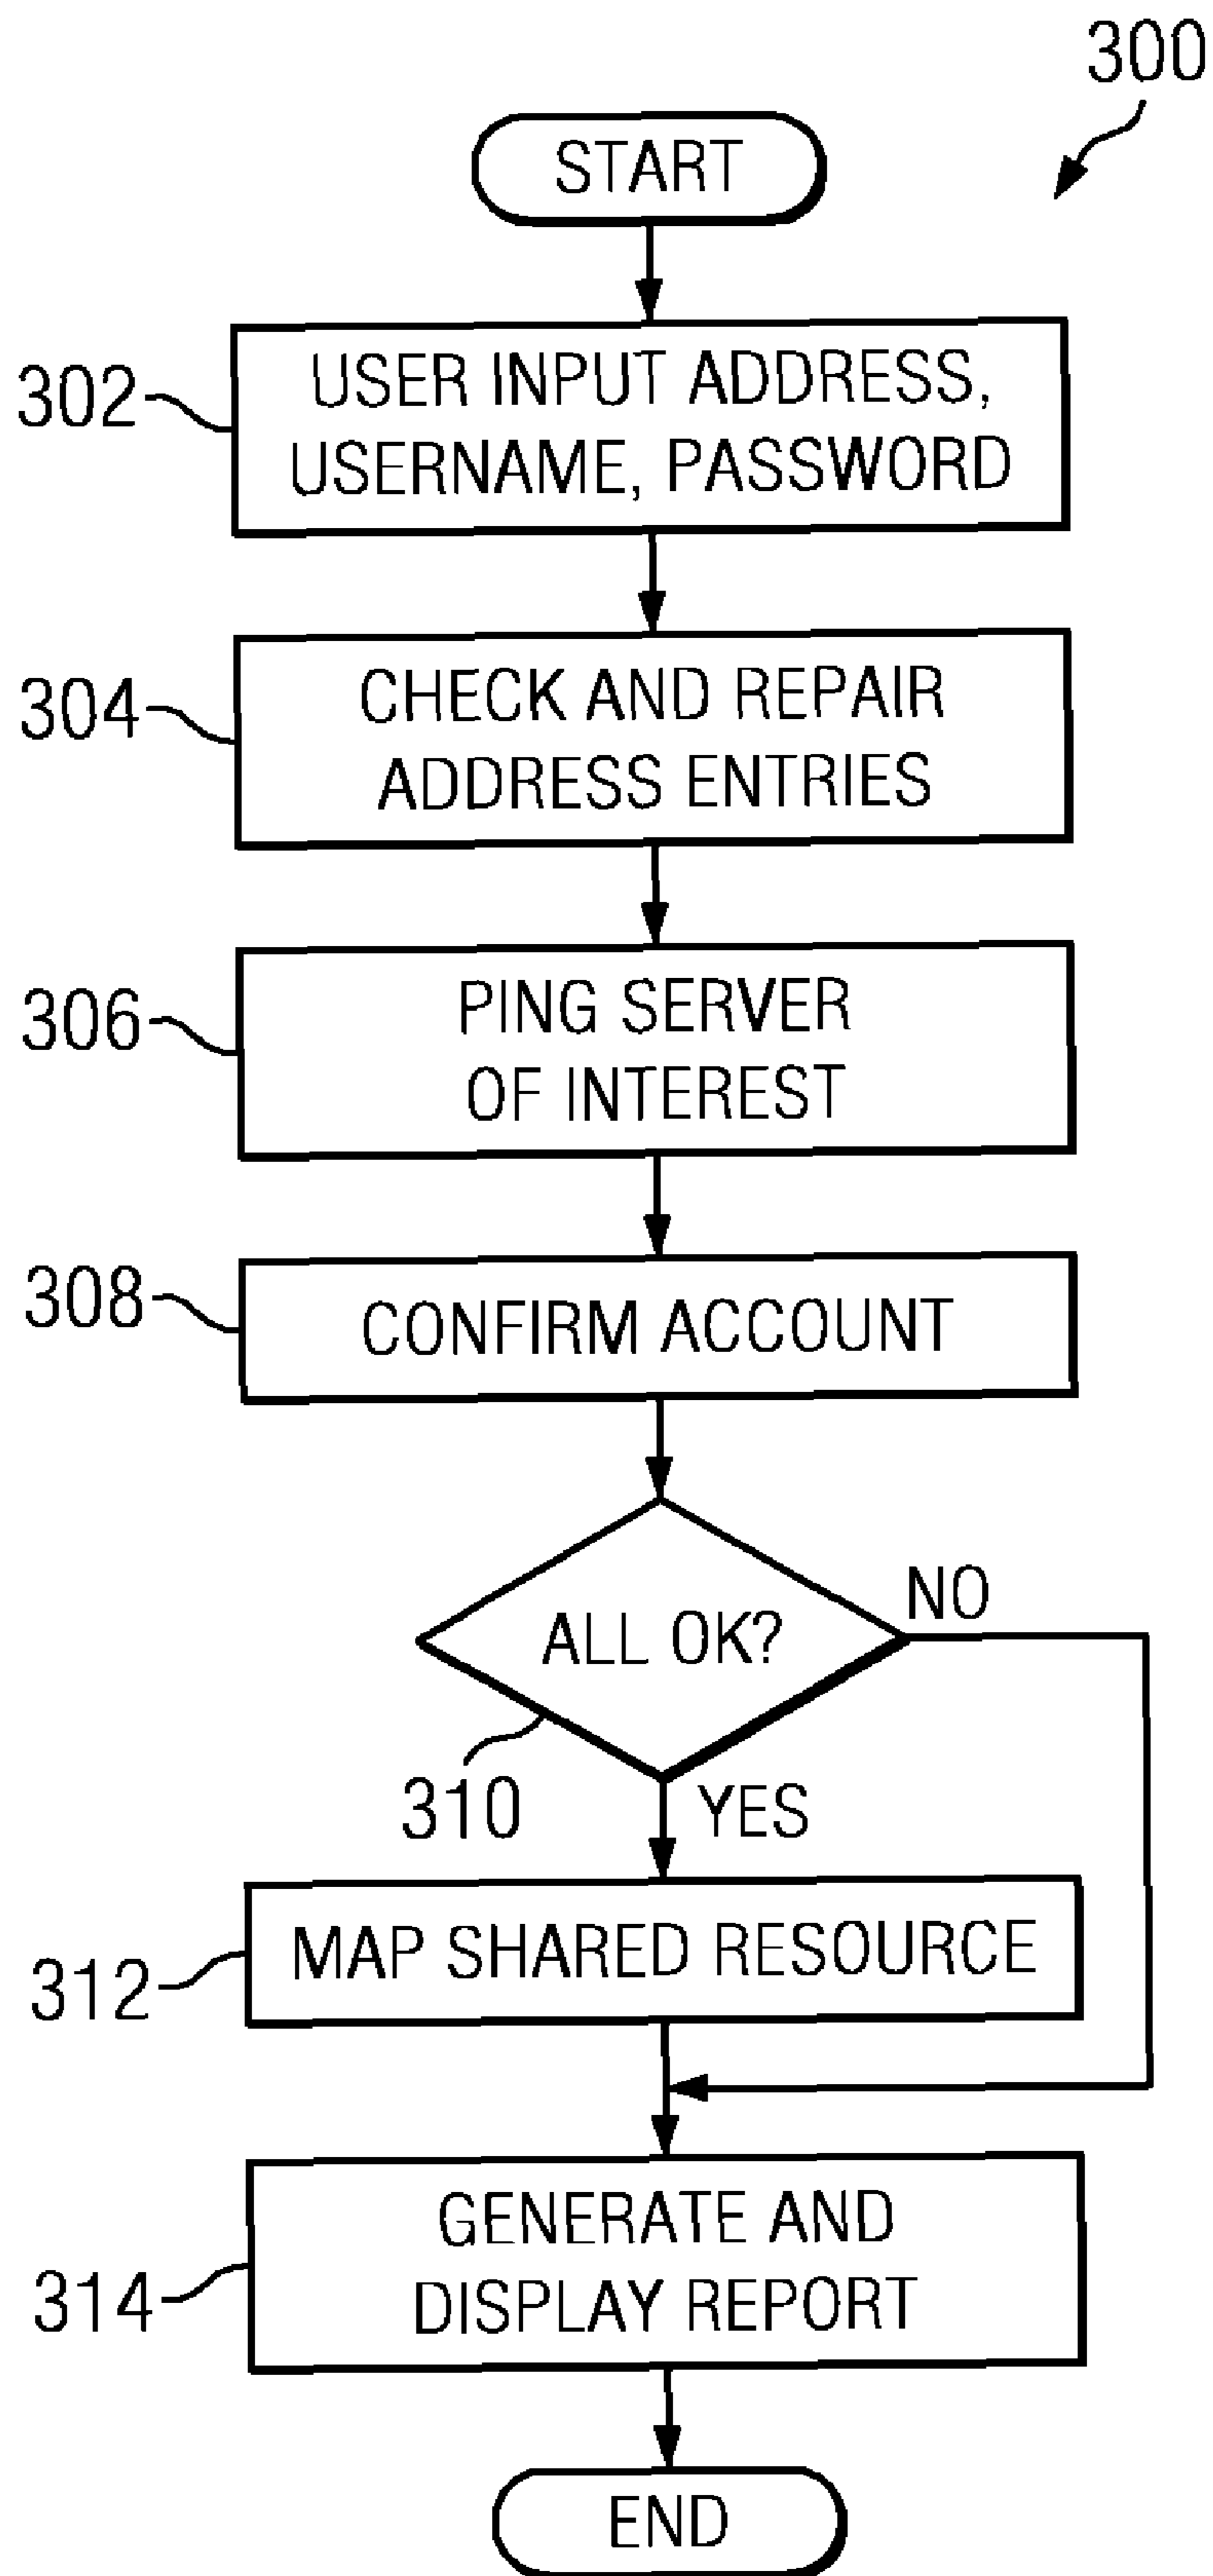 300
START
302
USER INPUT ADDRESS,
USERNAME, PASSWORD
304
CHECK AND REPAIR
ADDRESS ENTRIES
306
PING SERVER
OF INTEREST
308
CONFIRM ACCOUNT
ALL OK?
NO
310
YES
312
MAP SHARED RESOURCE
314
GENERATE AND
DISPLAY REPORT
END